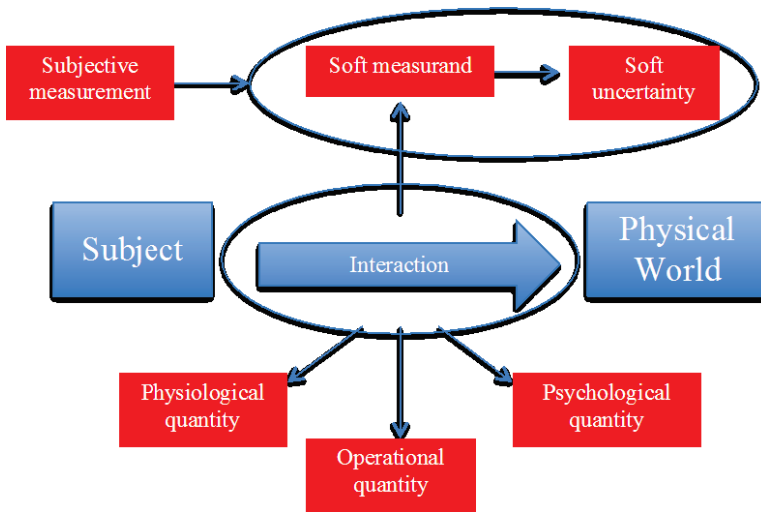 Subjective
measurement
Soft measurand
Soft
uncertainty
Subject
Interaction
Physical
World
Physiological
quantity
Operational
quantity
Psychological
quantity